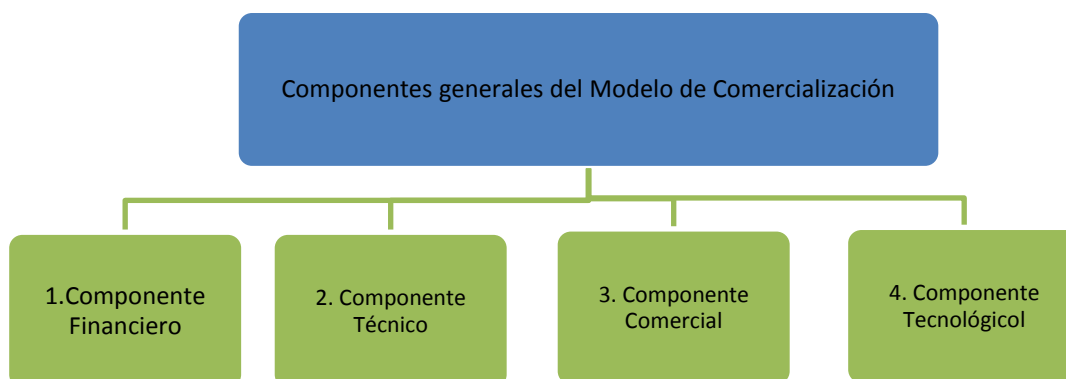 Componentes generales del Modelo de Comercialización
1.Componente
Financiero
2. Componente
Técnico
3. Componente
Comercial
4. Componente
Tecnológicol